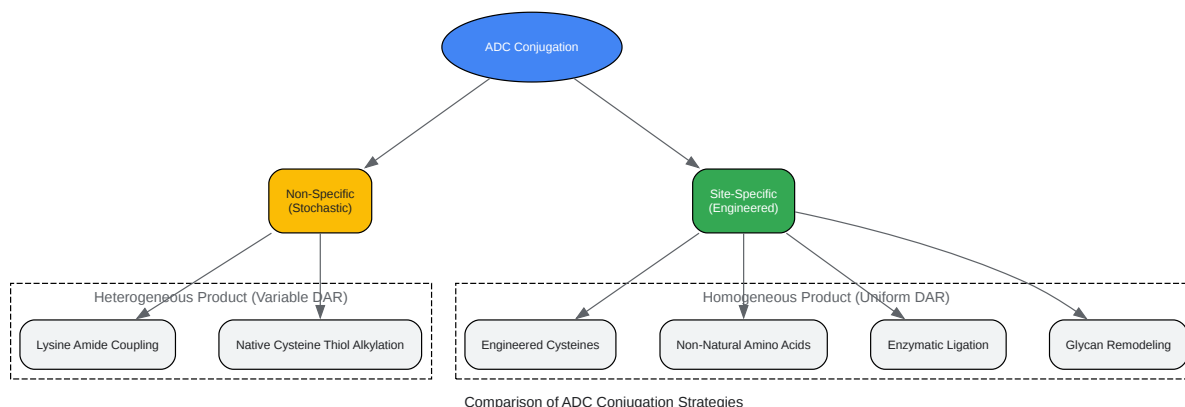 ADC Conjugation
Non-Specific
(Stochastic)
Site-Specific
(Engineered)
Heterogeneous Product (Variable DAR)
Homogeneous Product (Uniform DAR)
Lysine Amide Coupling
Native Cysteine Thiol Alkylation
Engineered Cysteines
Non-Natural Amino Acids
Enzymatic Ligation
Glycan Remodeling
Comparison of ADC Conjugation Strategies